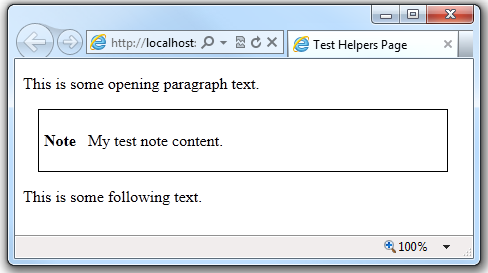 http://localhost:
Test Helpers Page
This is some opening paragraph text.
Note My test note content.
This is some following text.
100%